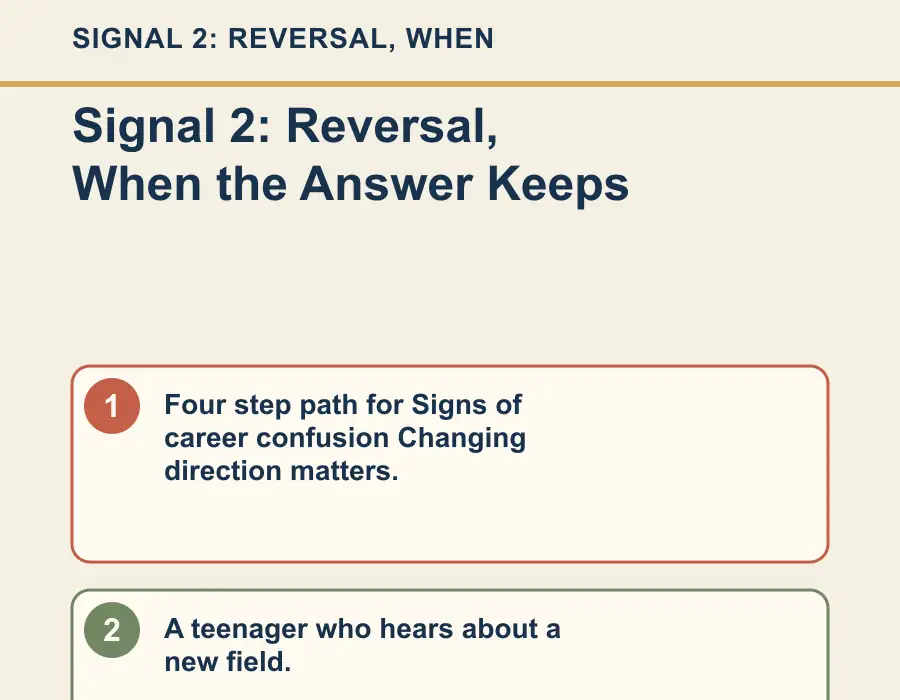 SIGNAL 2: REVERSAL, WHEN
Signal 2: Reversal,
When the Answer Keeps
1
Four step path for Signs of
career confusion Changing
direction matters.
2
A teenager who hears about a
new field.